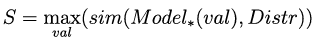 S = max_{val}(sim(Model_*(val), Distr))